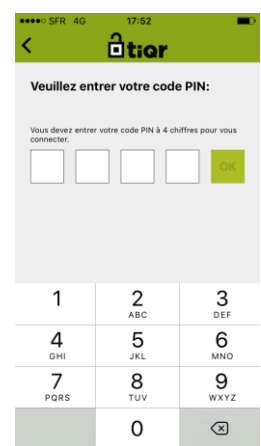 ●●●●○ SFR 4G 17:52
tiqr
Veuillez entrer votre code PIN:
Vous devez entrer votre code PIN à 4 chiffres pour vous
connecter.
OK
1 2 3
ABC DEF
4 5 6
GHI JKL MNO
7 8 9
PQRS TUV WXYZ
0